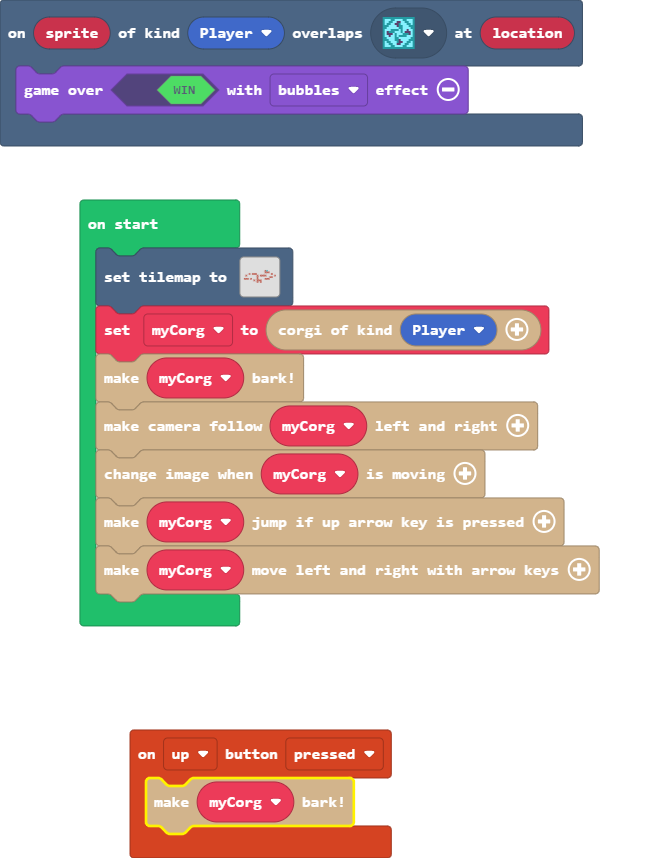 on sprite of kind Player overlaps at location
game over WIN with bubbles effect
on start
set tilemap to
set myCorg to corgi of kind Player
make myCorg bark!
make camera follow myCorg left and right
change image when myCorg is moving
make myCorg jump if up arrow key is pressed
make myCorg move left and right with arrow keys
on up button pressed
make myCorg bark!